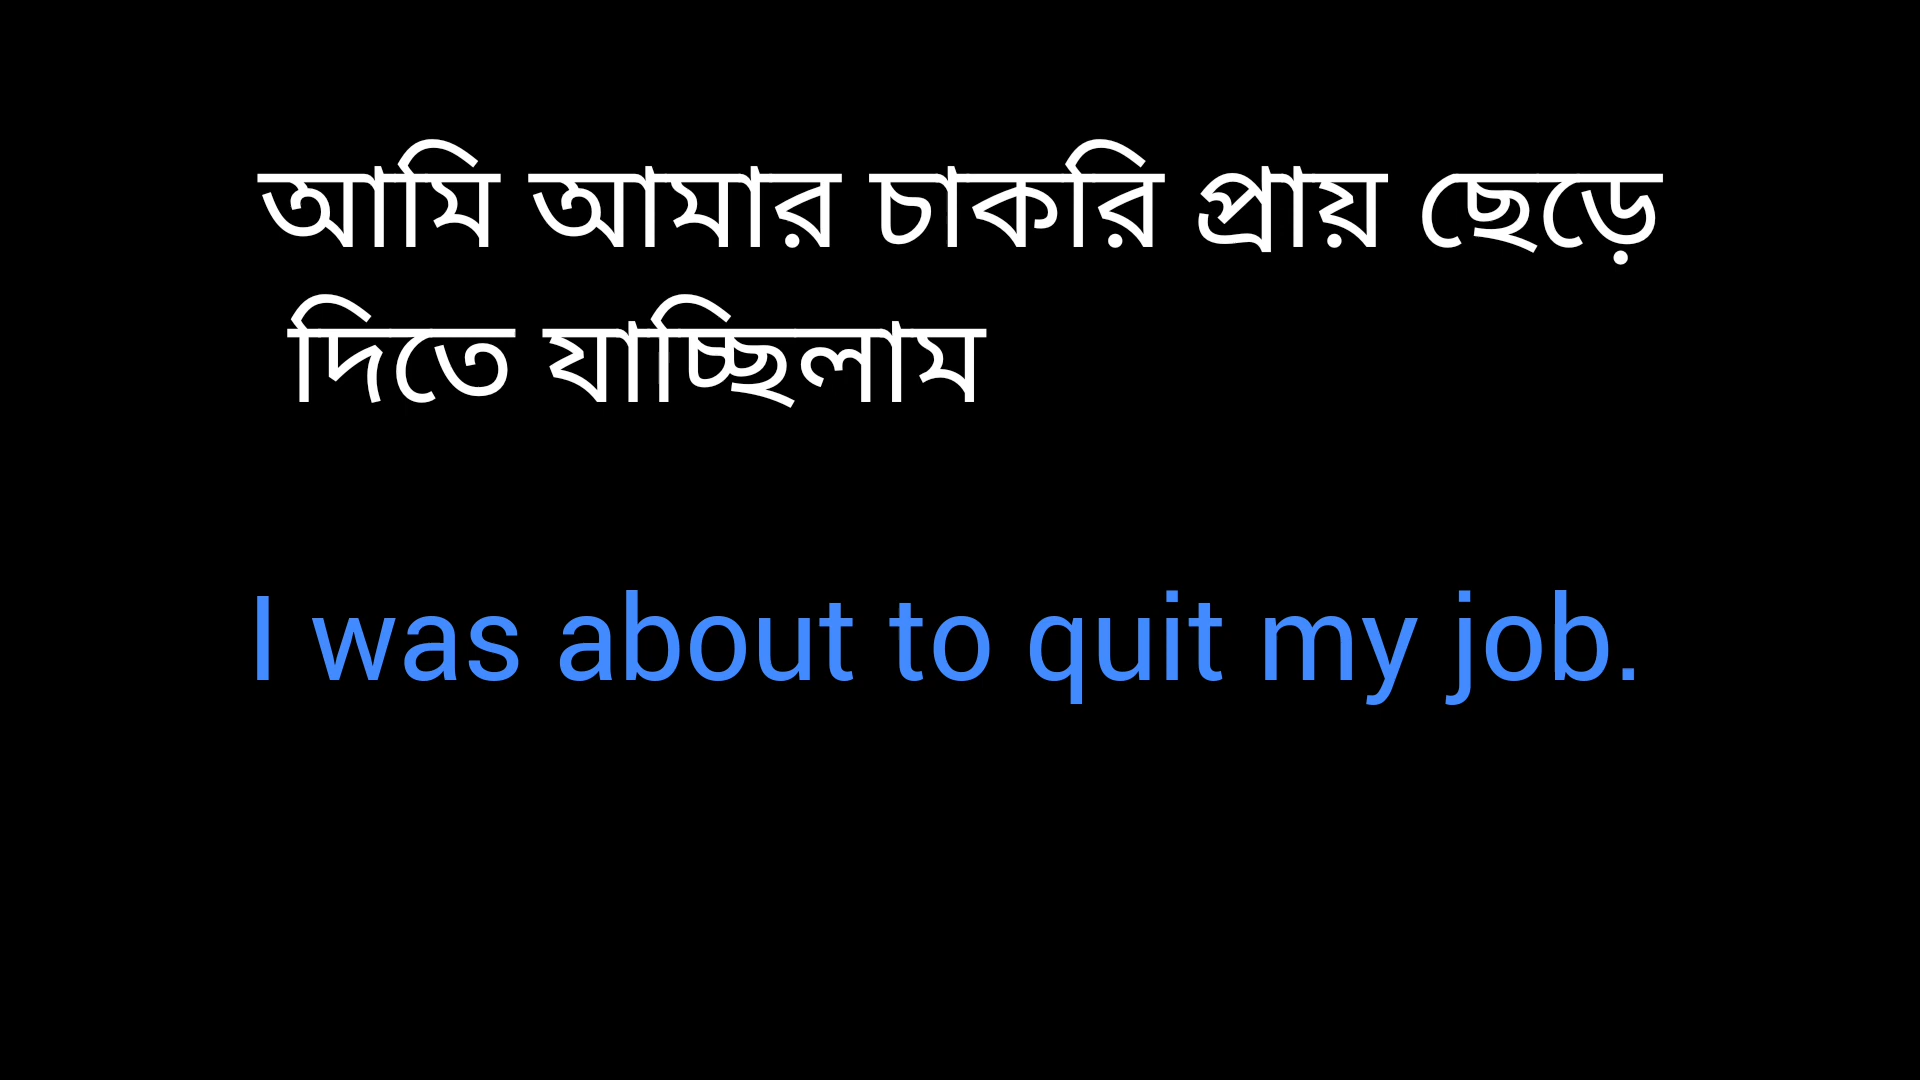 আমি আমার চাকরি প্রায় ছেড়ে
দিতে যাচ্ছিলাম
I was about to quit my job.